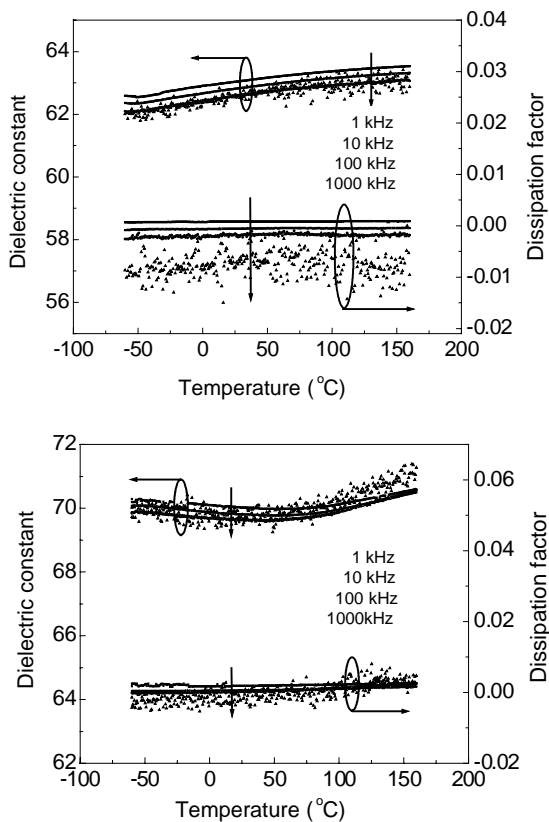 0.04
64
0.03
62
0.02
1 kHz
60
10 kHz
0.01
100 kHz
1000 kHz
0.00
58
-0.01
56
-0.02
-100 -50 0 50 100 150 200
Dielectric constant
Dissipation factor
Temperature (°C)
72
0.06
70
0.04
68
1 kHz
10 kHz
100 kHz
1000kHz
66
0.02
64
0.00
62
-0.02
-100 -50 0 50 100 150 200
Dielectric constant
Dissipation factor
Temperature (°C)